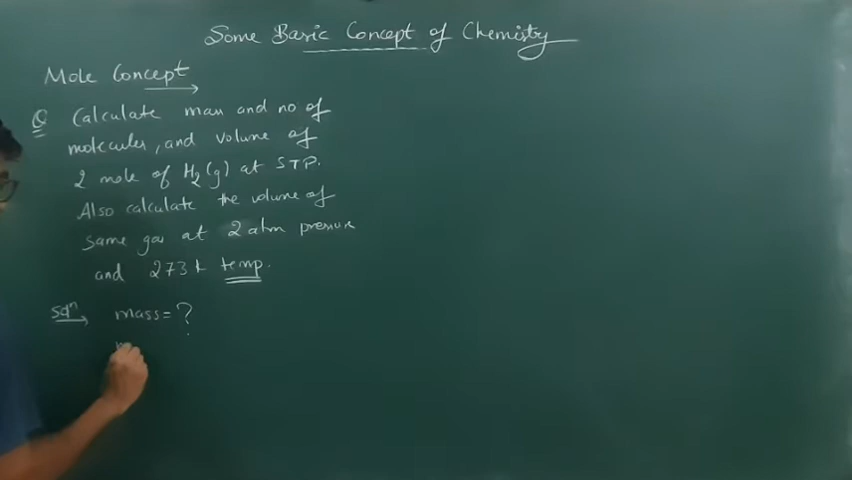 Some Basic Concept of Chemistry
Mole Concept
Q Calculate mass and no of
molecules, and volume of
2 mole of H₂(g) at STP.
Also calculate the volume of
same gas at 2 atm pressure
and 273 k temp.
Solⁿ mass = ?